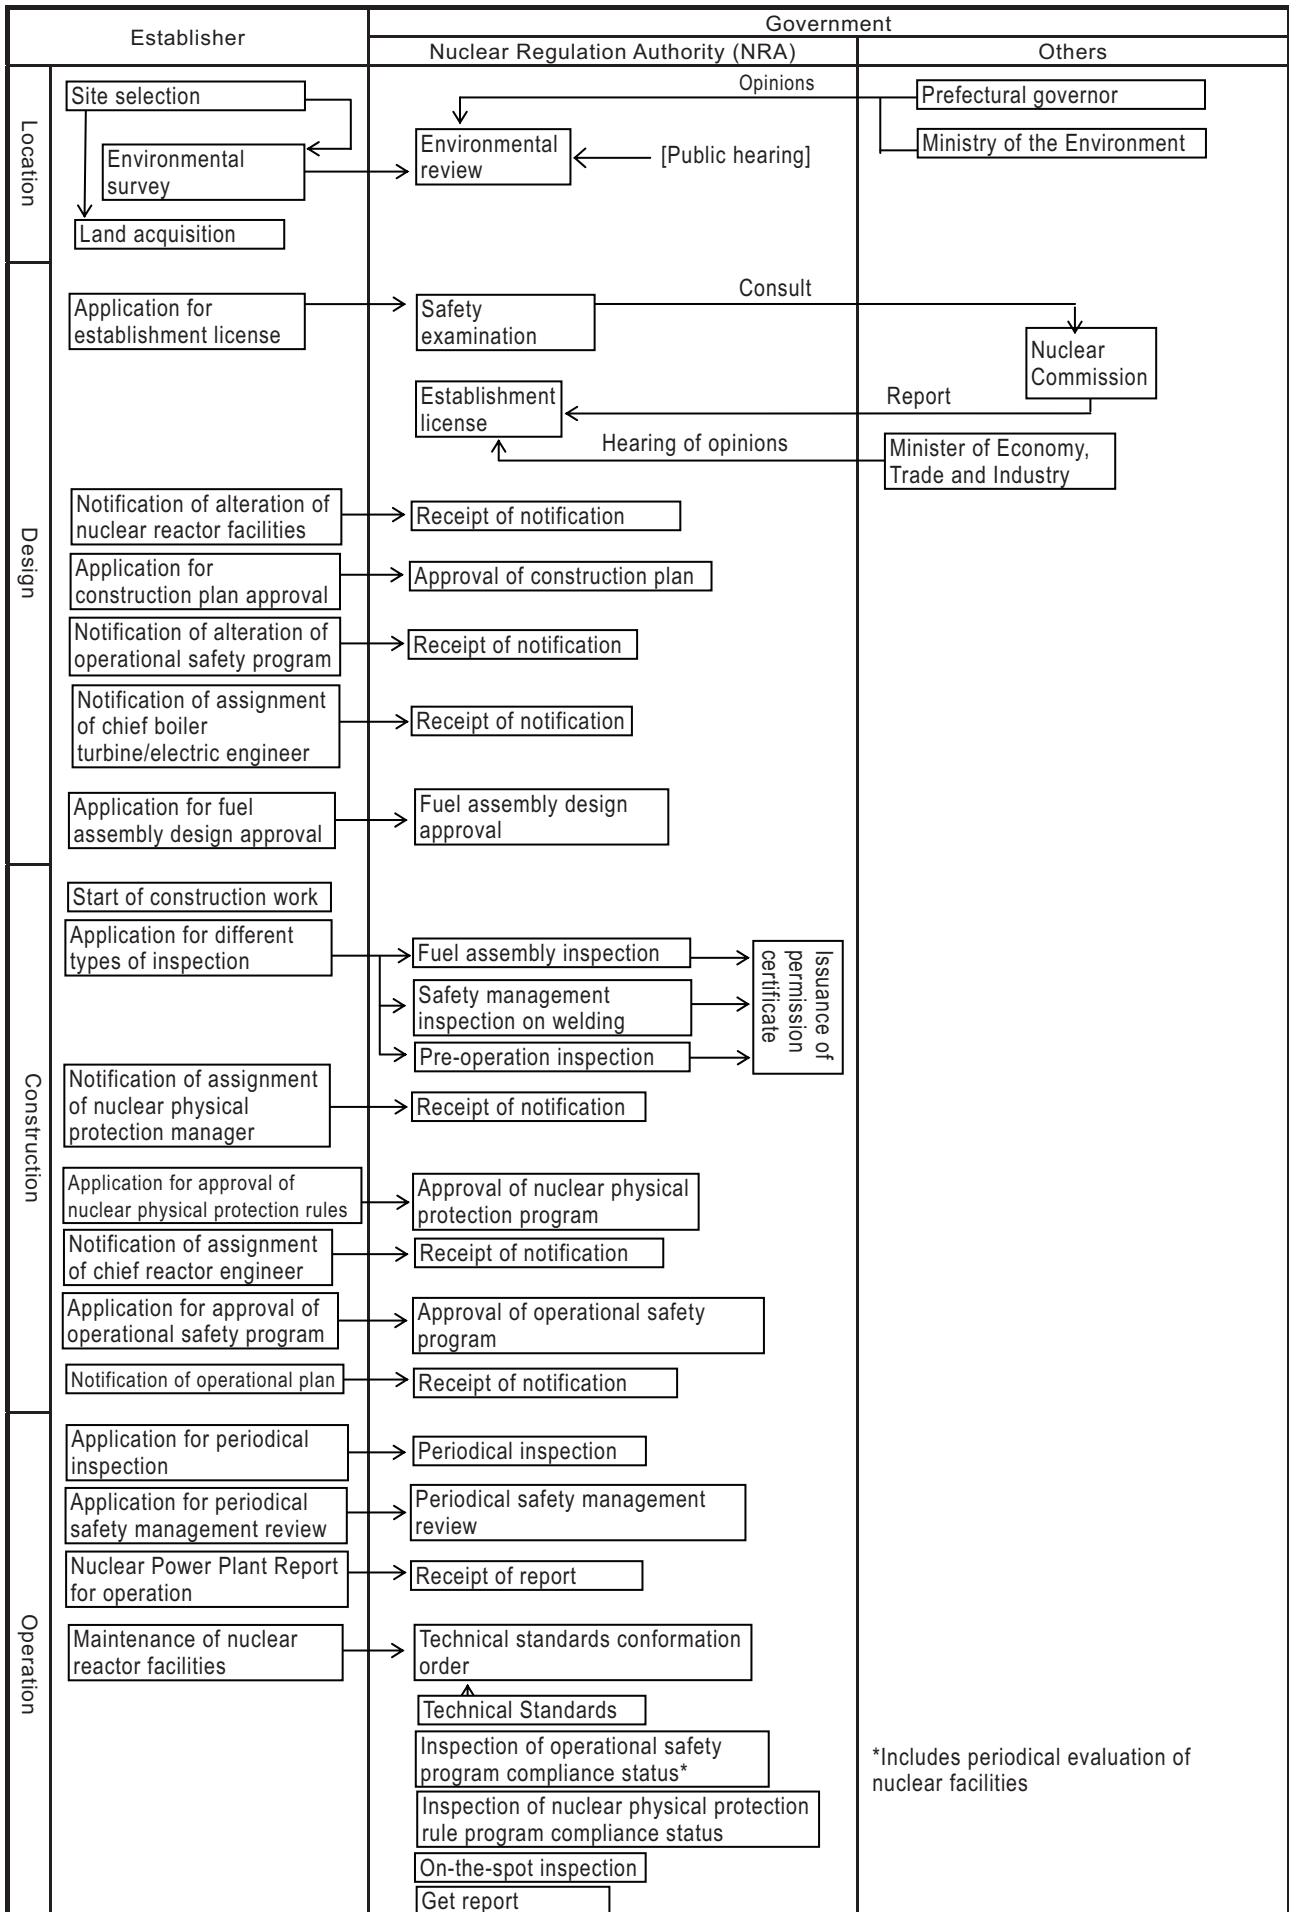 Establisher
Government
Nuclear Regulation Authority (NRA)
Others
Location
Site selection
Opinions
Prefectural governor
Environmental
survey
Environmental
review
[Public hearing]
Ministry of the Environment
Land acquisition
Design
Application for
establishment license
Safety
examination
Consult
Nuclear
Commission
Establishment
license
Report
Hearing of opinions
Minister of Economy,
Trade and Industry
Notification of alteration of
nuclear reactor facilities
Receipt of notification
Application for
construction plan approval
Approval of construction plan
Notification of alteration of
operational safety program
Receipt of notification
Notification of assignment
of chief boiler
turbine/electric engineer
Receipt of notification
Application for fuel
assembly design approval
Fuel assembly design
approval
Construction
Start of construction work
Application for different
types of inspection
Fuel assembly inspection
Safety management
inspection on welding
Pre-operation inspection
Issuance of
permission
certificate
Notification of assignment
of nuclear physical
protection manager
Receipt of notification
Application for approval of
nuclear physical protection rules
Approval of nuclear physical
protection program
Notification of assignment
of chief reactor engineer
Receipt of notification
Application for approval of
operational safety program
Approval of operational safety
program
Notification of operational plan
Receipt of notification
Operation
Application for periodical
inspection
Periodical inspection
Application for periodical
safety management review
Periodical safety management
review
Nuclear Power Plant Report
for operation
Receipt of report
Maintenance of nuclear
reactor facilities
Technical standards conformation
order
Technical Standards
Inspection of operational safety
program compliance status*
*Includes periodical evaluation of
nuclear facilities
Inspection of nuclear physical protection
rule program compliance status
On-the-spot inspection
Get report